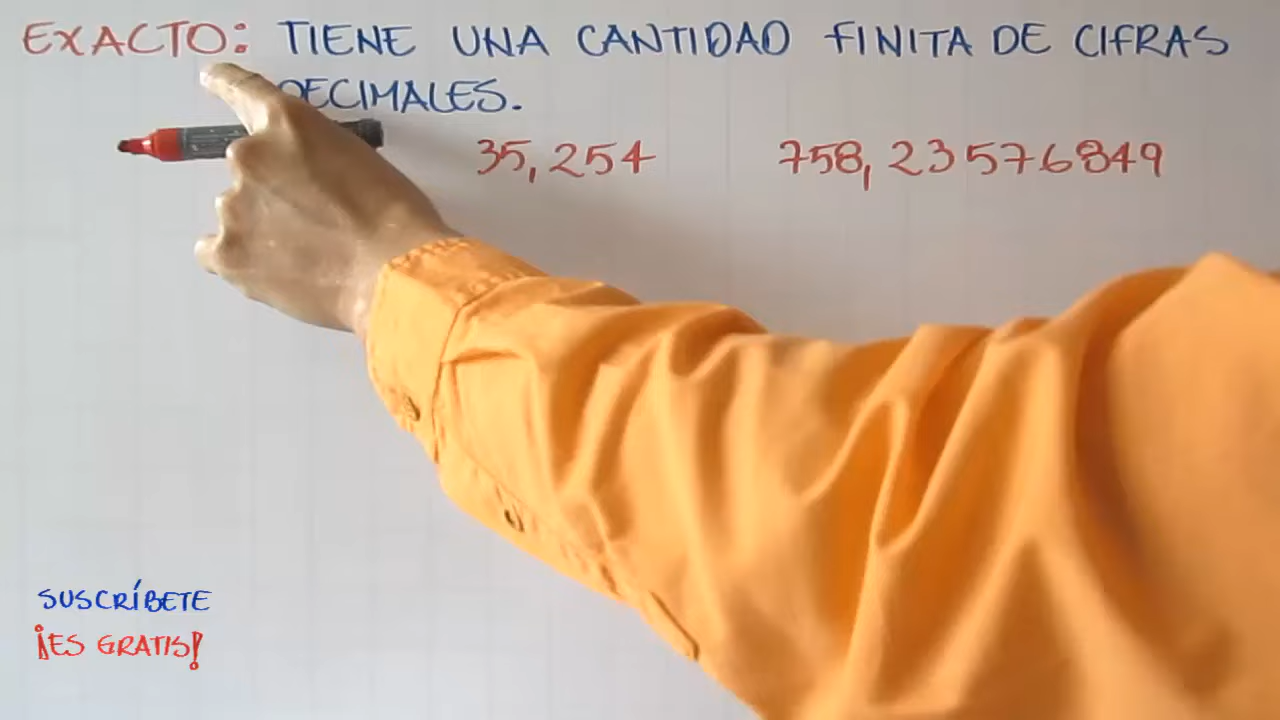 EXACTO: TIENE UNA CANTIDAD FINITA DE CIFRAS
DECIMALES.
35,254 758,23576849
SUSCRÍBETE
¡ES GRATIS!